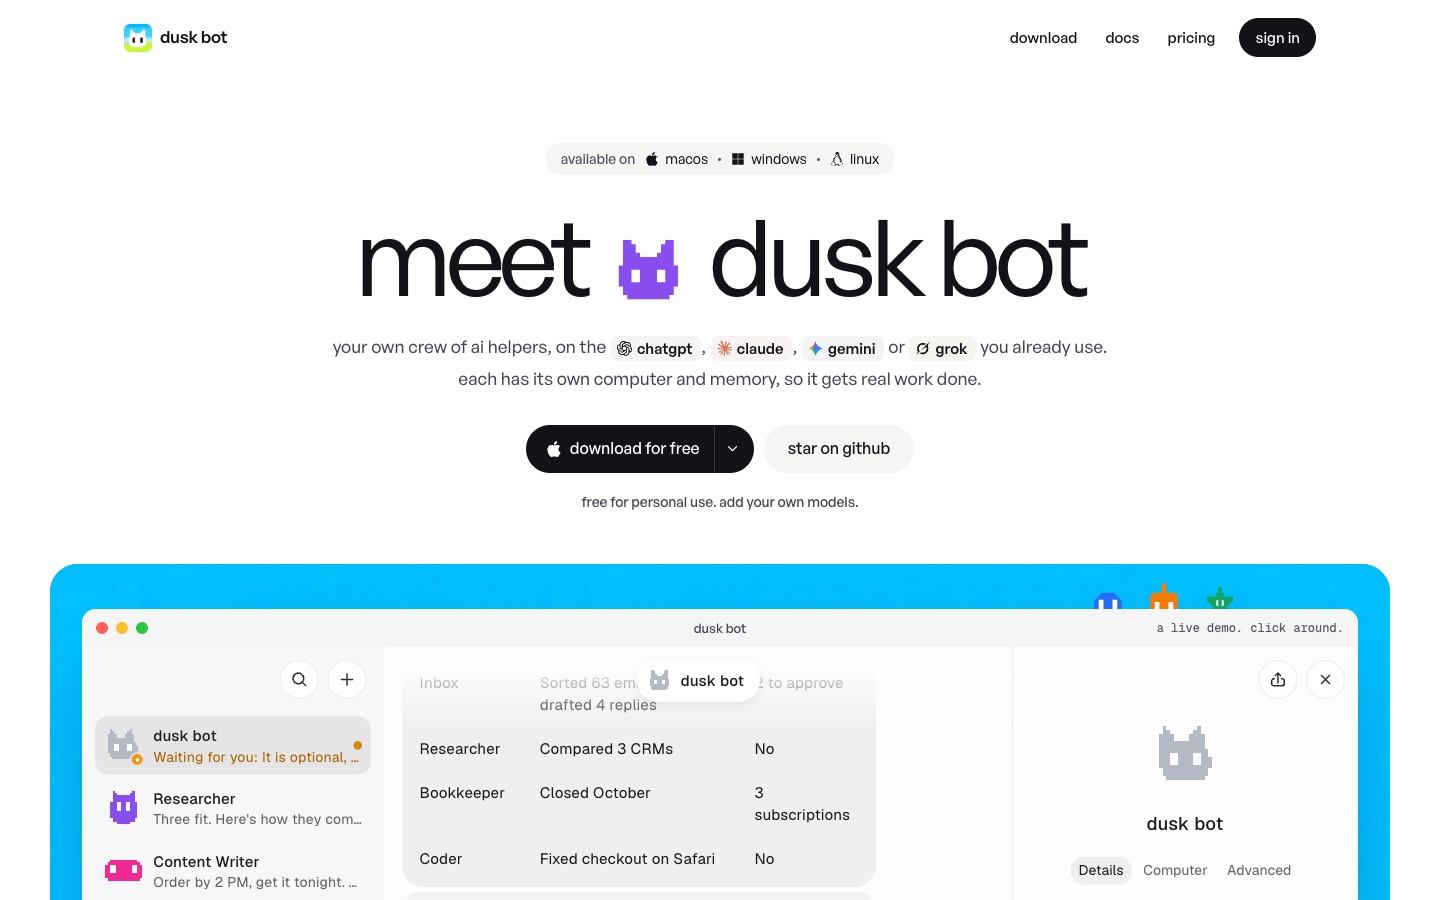 dusk bot
download docs pricing sign in
available on macos • windows • linux
meet dusk bot
your own crew of ai helpers, on the chatgpt, claude, gemini or grok you already use.
each has its own computer and memory, so it gets real work done.
download for free
star on github
free for personal use. add your own models.
dusk bot
a live demo. click around.
dusk bot
Waiting for you: It is optional, ...
Researcher
Three fit. Here's how they com...
Content Writer
Order by 2 PM, get it tonight. ...
dusk bot
Inbox Sorted 63 to approve
drafted 4 replies
Researcher Compared 3 CRMs No
Bookkeeper Closed October 3
subscriptions
Coder Fixed checkout on Safari No
dusk bot
Details Computer Advanced